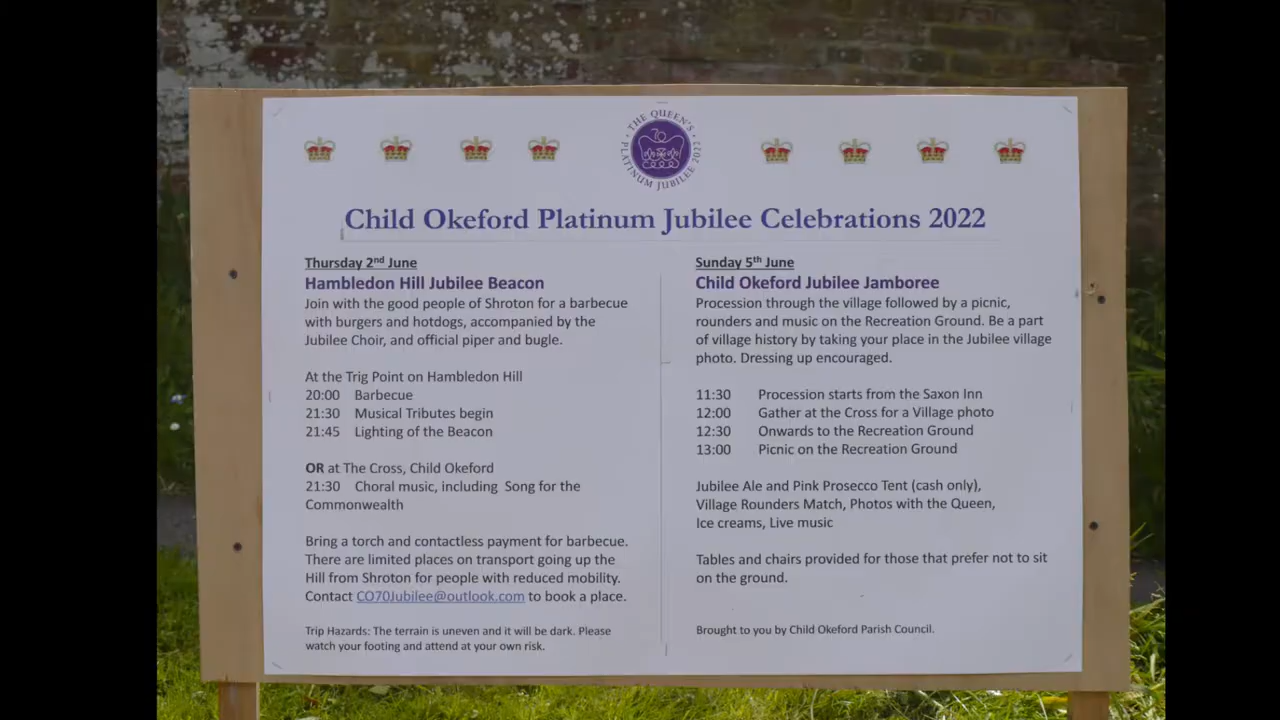 THE QUEEN'S
70
PLATINUM JUBILEE 2022
Child Okeford Platinum Jubilee Celebrations 2022
Thursday 2nd June
Hambledon Hill Jubilee Beacon
Join with the good people of Shroton for a barbecue
with burgers and hotdogs, accompanied by the
Jubilee Choir, and official piper and bugle.
At the Trig Point on Hambledon Hill
20:00 Barbecue
21:30 Musical Tributes begin
21:45 Lighting of the Beacon
OR at The Cross, Child Okeford
21:30 Choral music, including Song for the
Commonwealth
Bring a torch and contactless payment for barbecue.
There are limited places on transport going up the
Hill from Shroton for people with reduced mobility.
Contact CO70Jubilee@outlook.com to book a place.
Trip Hazards: The terrain is uneven and it will be dark. Please
watch your footing and attend at your own risk.
Sunday 5th June
Child Okeford Jubilee Jamboree
Procession through the village followed by a picnic,
rounders and music on the Recreation Ground. Be a part
of village history by taking your place in the Jubilee village
photo. Dressing up encouraged.
11:30 Procession starts from the Saxon Inn
12:00 Gather at the Cross for a Village photo
12:30 Onwards to the Recreation Ground
13:00 Picnic on the Recreation Ground
Jubilee Ale and Pink Prosecco Tent (cash only),
Village Rounders Match, Photos with the Queen,
Ice creams, Live music
Tables and chairs provided for those that prefer not to sit
on the ground.
Brought to you by Child Okeford Parish Council.